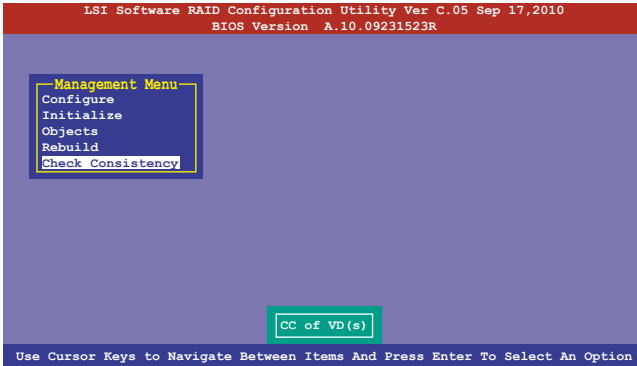 LSI Software RAID Configuration Utility Ver C.05 Sep 17,2010
BIOS Version A.10.09231523R
Management Menu
Configure
Initialize
Objects
Rebuild
Check Consistency
CC of VD(s)
Use Cursor Keys to Navigate Between Items And Press Enter To Select An Option